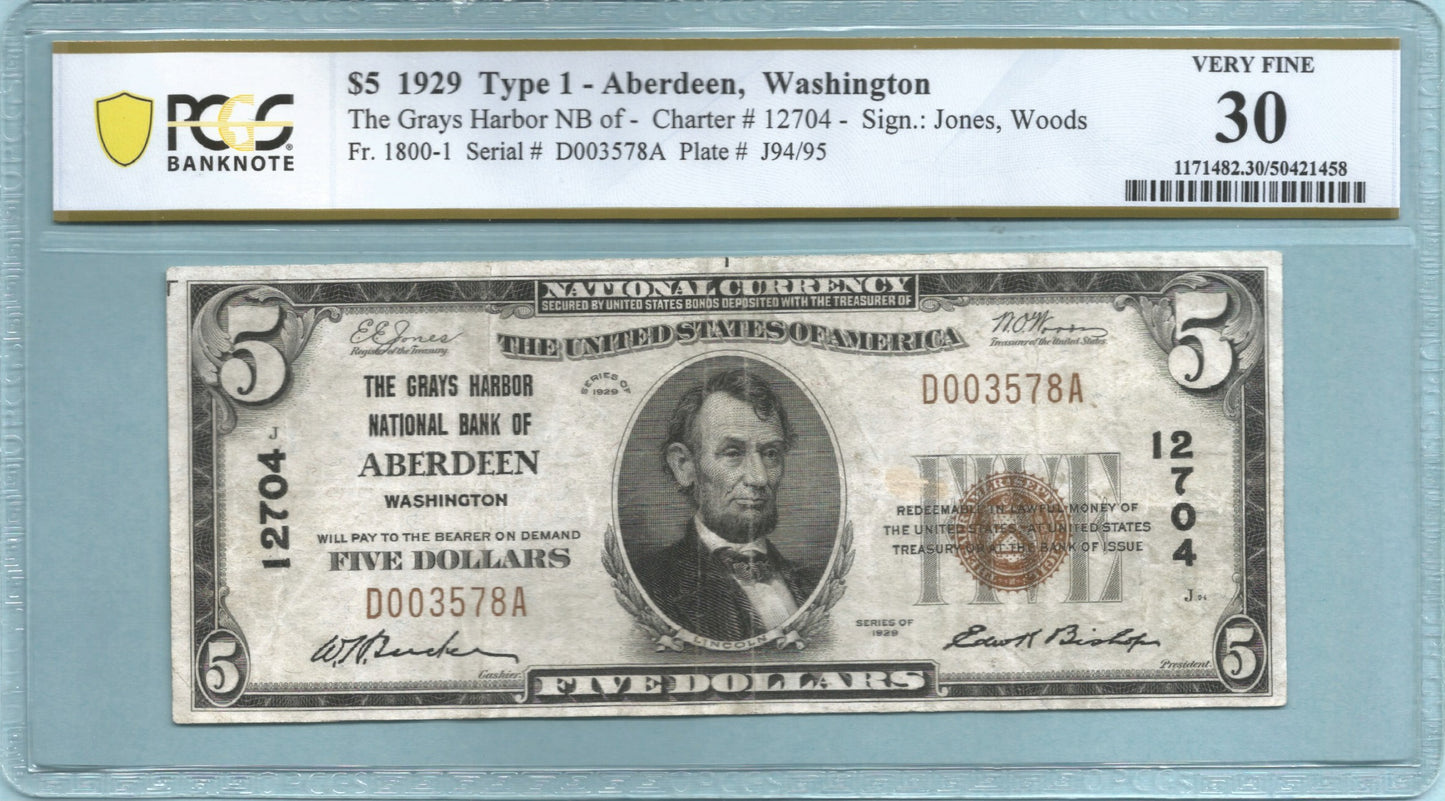 $5 1929 Type 1 - Aberdeen, Washington
The Grays Harbor NB of - Charter # 12704 - Sign.: Jones, Woods
Fr. 1800-1 Serial # D003578A Plate # J94/95
PCGS
BANKNOTE
VERY FINE
30
1171482.30/50421458
NATIONAL CURRENCY
SECURED BY UNITED STATES BONDS DEPOSITED WITH THE TREASURER OF
THE UNITED STATES OF AMERICA
5
5
E E Jones
Register of the Treasury
W.O. Woods
Treasurer of the United States
THE GRAYS HARBOR
NATIONAL BANK OF
ABERDEEN
WASHINGTON
SERIES OF
1929
D003578A
J
12704
12704
WILL PAY TO THE BEARER ON DEMAND
FIVE DOLLARS
D003578A
FIVE
REDEEMABLE IN LAWFUL MONEY OF
THE UNITED STATES AT UNITED STATES
TREASURY OR AT THE BANK OF ISSUE
J
SERIES OF
1929
LINCOLN
Cashier.
Edw K Bishop
President.
5
5
FIVE DOLLARS